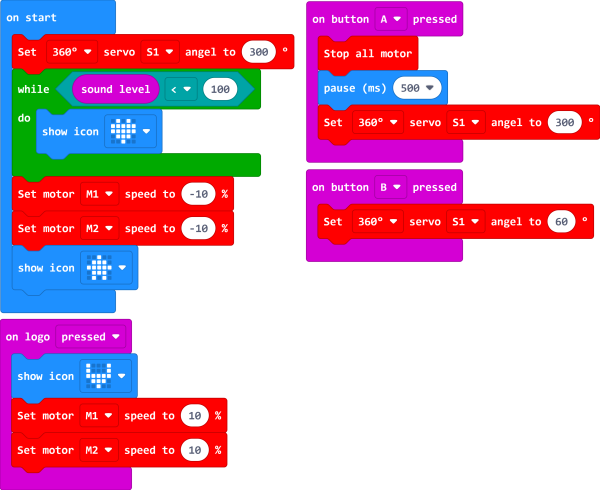 on start
Set 360° servo S1 angel to 300 °
while sound level < 100
do
show icon
Set motor M1 speed to -10 %
Set motor M2 speed to -10 %
show icon
on logo pressed
show icon
Set motor M1 speed to 10 %
Set motor M2 speed to 10 %
on button A pressed
Stop all motor
pause (ms) 500
Set 360° servo S1 angel to 300 °
on button B pressed
Set 360° servo S1 angel to 60 °